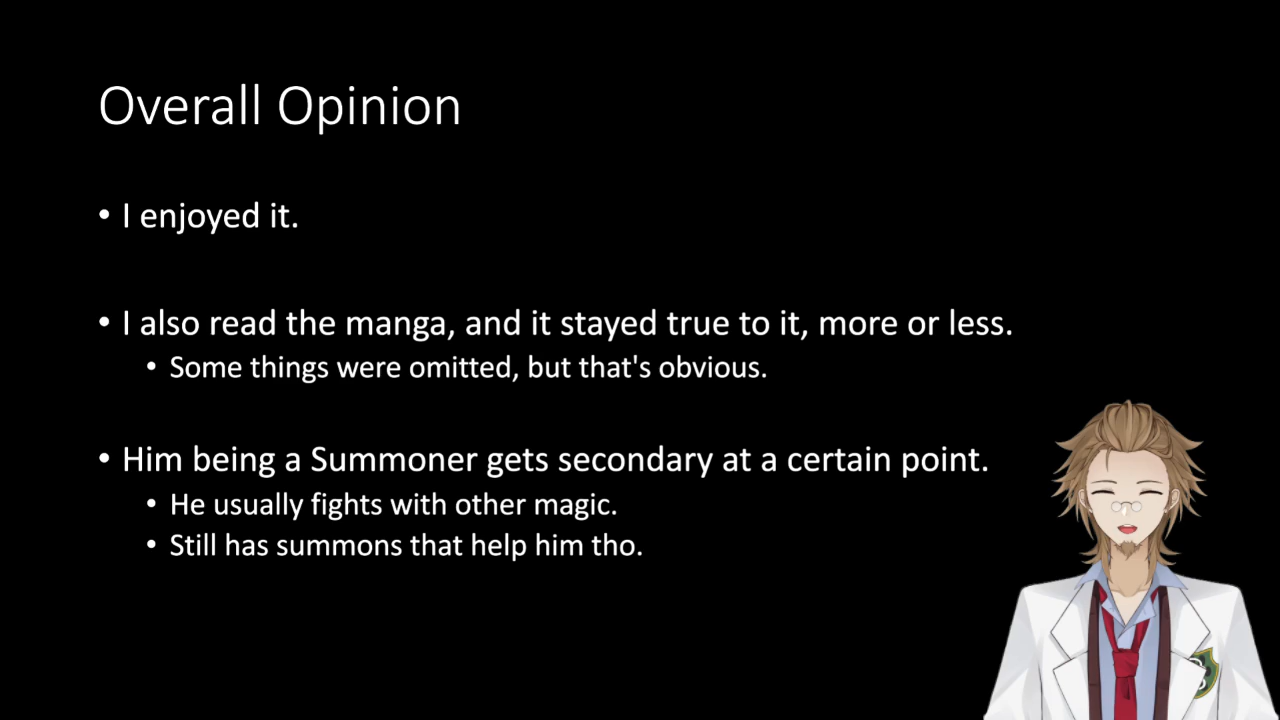 Overall Opinion
• I enjoyed it.
• I also read the manga, and it stayed true to it, more or less.
• Some things were omitted, but that's obvious.
• Him being a Summoner gets secondary at a certain point.
• He usually fights with other magic.
• Still has summons that help him tho.